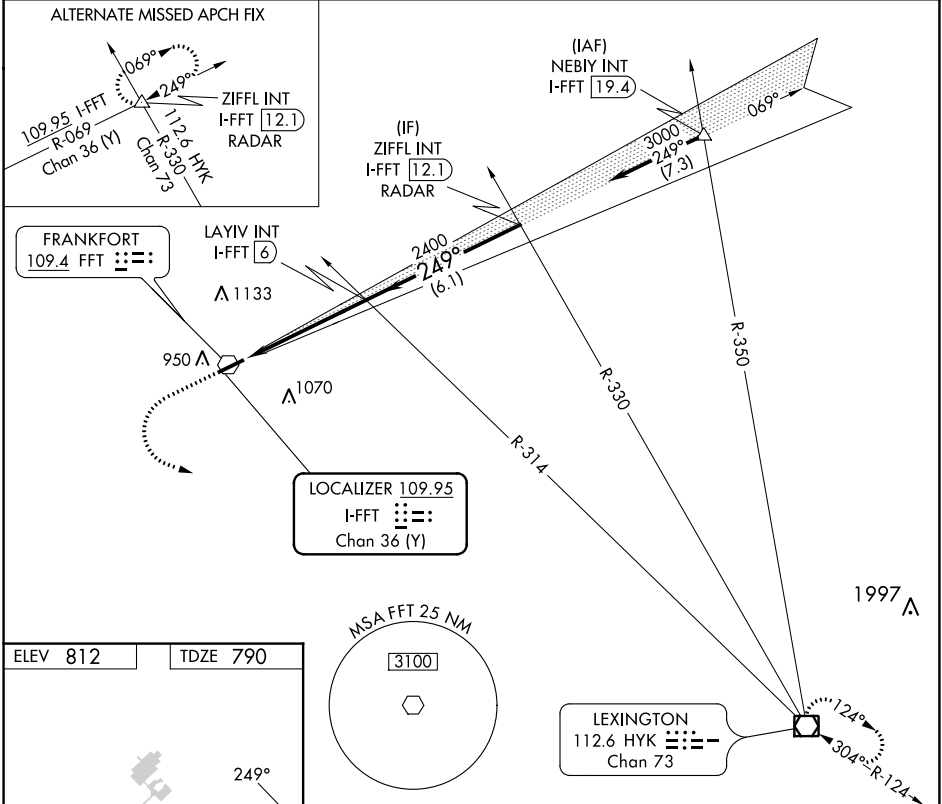 ALTERNATE MISSED APCH FIX
069°
249°
ZIFFL INT
I-FFT 12.1
RADAR
109.95 I-FFT
R-069
Chan 36 (Y)
112.6 HYK
R-330
Chan 73
(IAF)
NEBIY INT
I-FFT 19.4
069°
3000
249°
(7.3)
(IF)
ZIFFL INT
I-FFT 12.1
RADAR
LAYIV INT
I-FFT 6
2400
249°
(6.1)
FRANKFORT
109.4 FFT
1133
950
1070
R-350
R-330
R-314
LOCALIZER 109.95
I-FFT
Chan 36 (Y)
1997
MSA FFT 25 NM
3100
ELEV 812
TDZE 790
249°
LEXINGTON
112.6 HYK
Chan 73
124°
304°
R-124